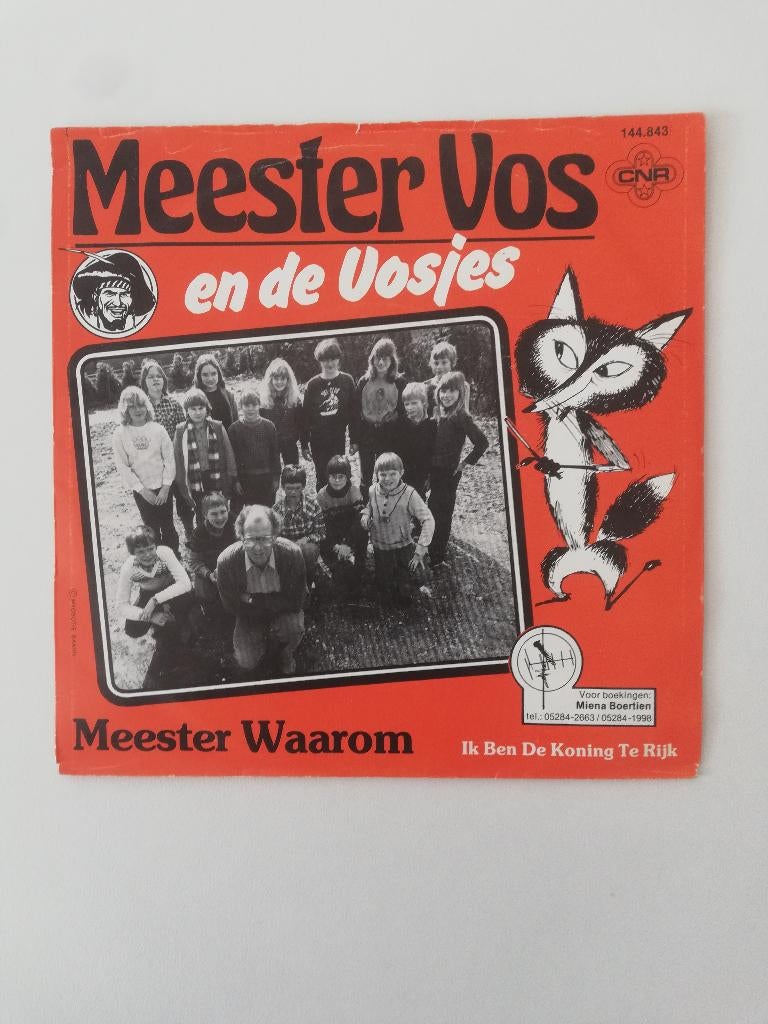 144.843
CNR
Meester Vos
en de Vosjes
Voor boekingen:
Miena Boertien
tel.: 05284-2663 / 05284-1998
Meester Waarom
Ik Ben De Koning Te Rijk